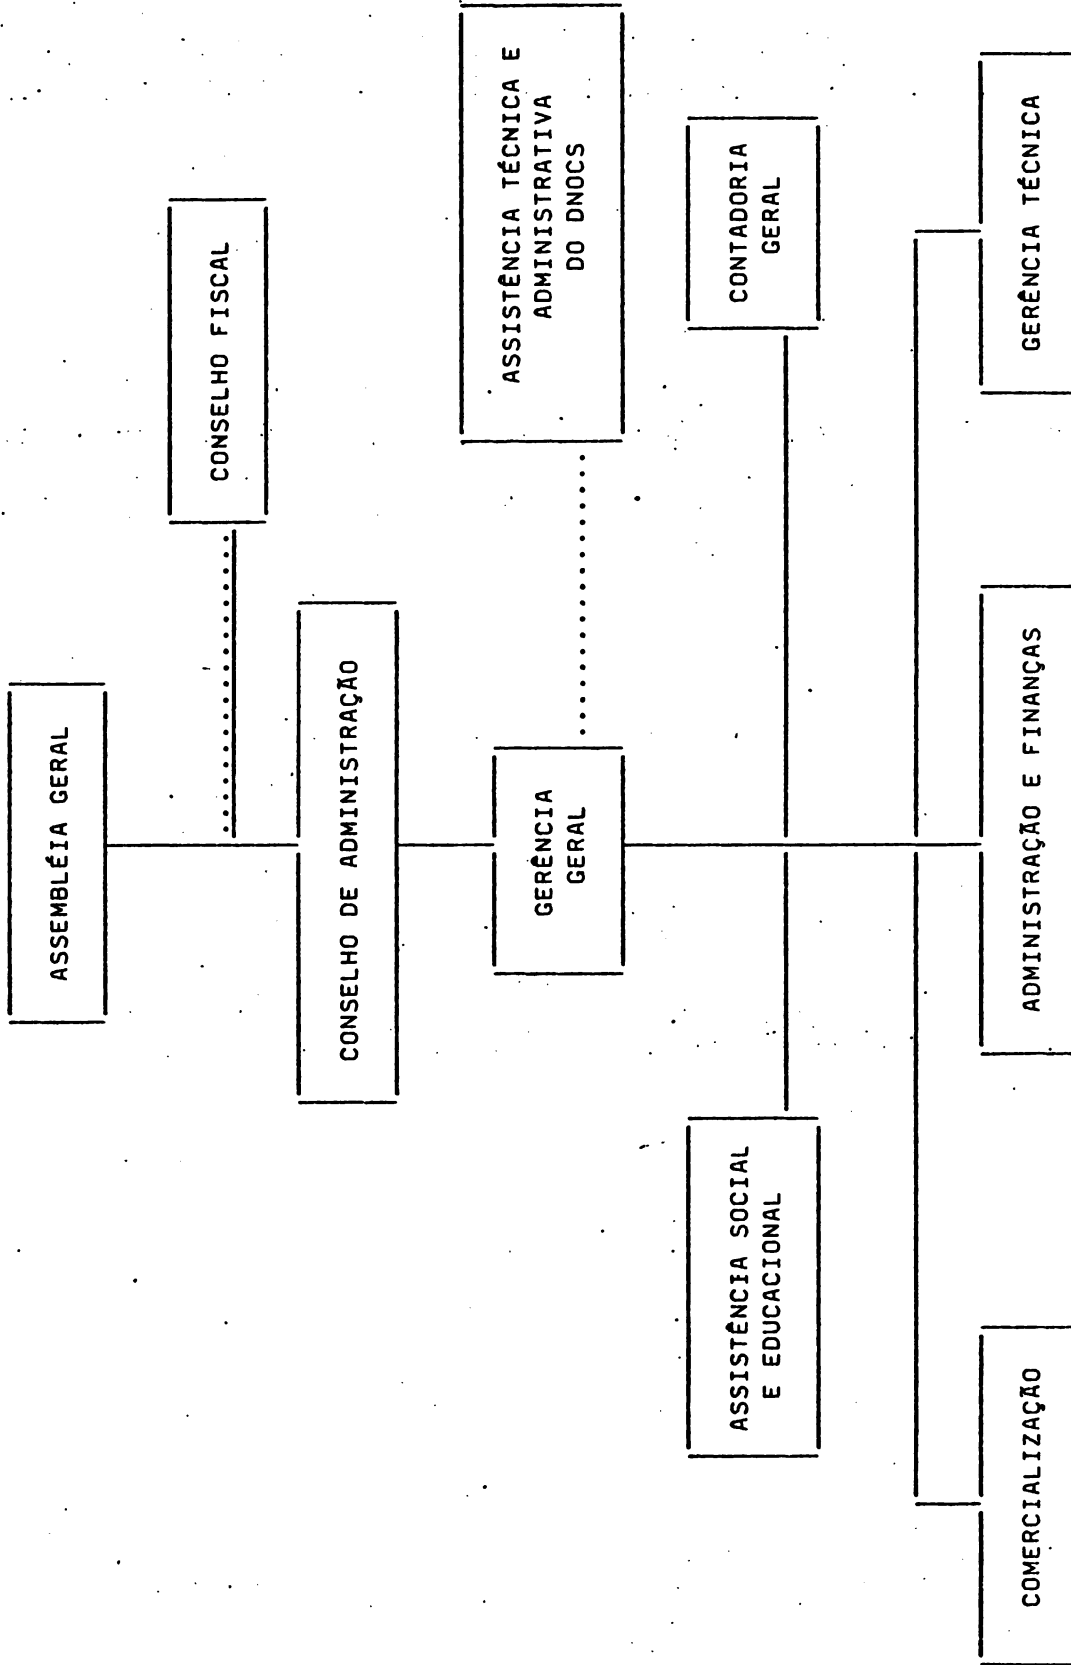 ASSEMBLÉIA GERAL
CONSELHO FISCAL
CONSELHO DE ADMINISTRAÇÃO
ASSISTÊNCIA TÉCNICA E
ADMINISTRATIVA
DO DNOCS
GERÊNCIA
GERAL
ASSISTÊNCIA SOCIAL
E EDUCACIONAL
CONTADORIA
GERAL
COMERCIALIZAÇÃO
ADMINISTRAÇÃO E FINANÇAS
GERÊNCIA TÉCNICA